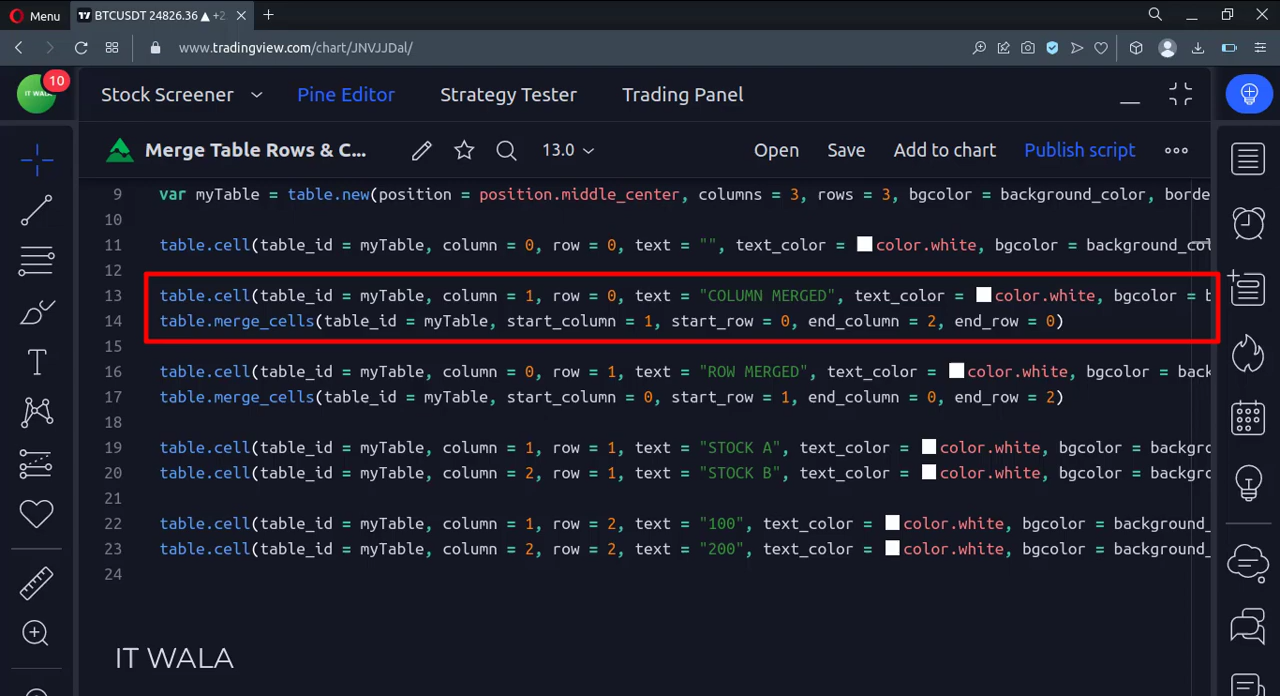 Menu
BTCUSDT 24826.36 ▲ +2
www.tradingview.com/chart/JNVJJDal/
IT WALA
10
Stock Screener Pine Editor Strategy Tester Trading Panel
Merge Table Rows & C... 13.0 Open Save Add to chart Publish script
9 var myTable = table.new(position = position.middle_center, columns = 3, rows = 3, bgcolor = background_color, borde
10
11 table.cell(table_id = myTable, column = 0, row = 0, text = "", text_color = color.white, bgcolor = background_col
12
13 table.cell(table_id = myTable, column = 1, row = 0, text = "COLUMN MERGED", text_color = color.white, bgcolor = b
14 table.merge_cells(table_id = myTable, start_column = 1, start_row = 0, end_column = 2, end_row = 0)
15
16 table.cell(table_id = myTable, column = 0, row = 1, text = "ROW MERGED", text_color = color.white, bgcolor = back
17 table.merge_cells(table_id = myTable, start_column = 0, start_row = 1, end_column = 0, end_row = 2)
18
19 table.cell(table_id = myTable, column = 1, row = 1, text = "STOCK A", text_color = color.white, bgcolor = backgro
20 table.cell(table_id = myTable, column = 2, row = 1, text = "STOCK B", text_color = color.white, bgcolor = backgro
21
22 table.cell(table_id = myTable, column = 1, row = 2, text = "100", text_color = color.white, bgcolor = background_
23 table.cell(table_id = myTable, column = 2, row = 2, text = "200", text_color = color.white, bgcolor = background_
24
IT WALA